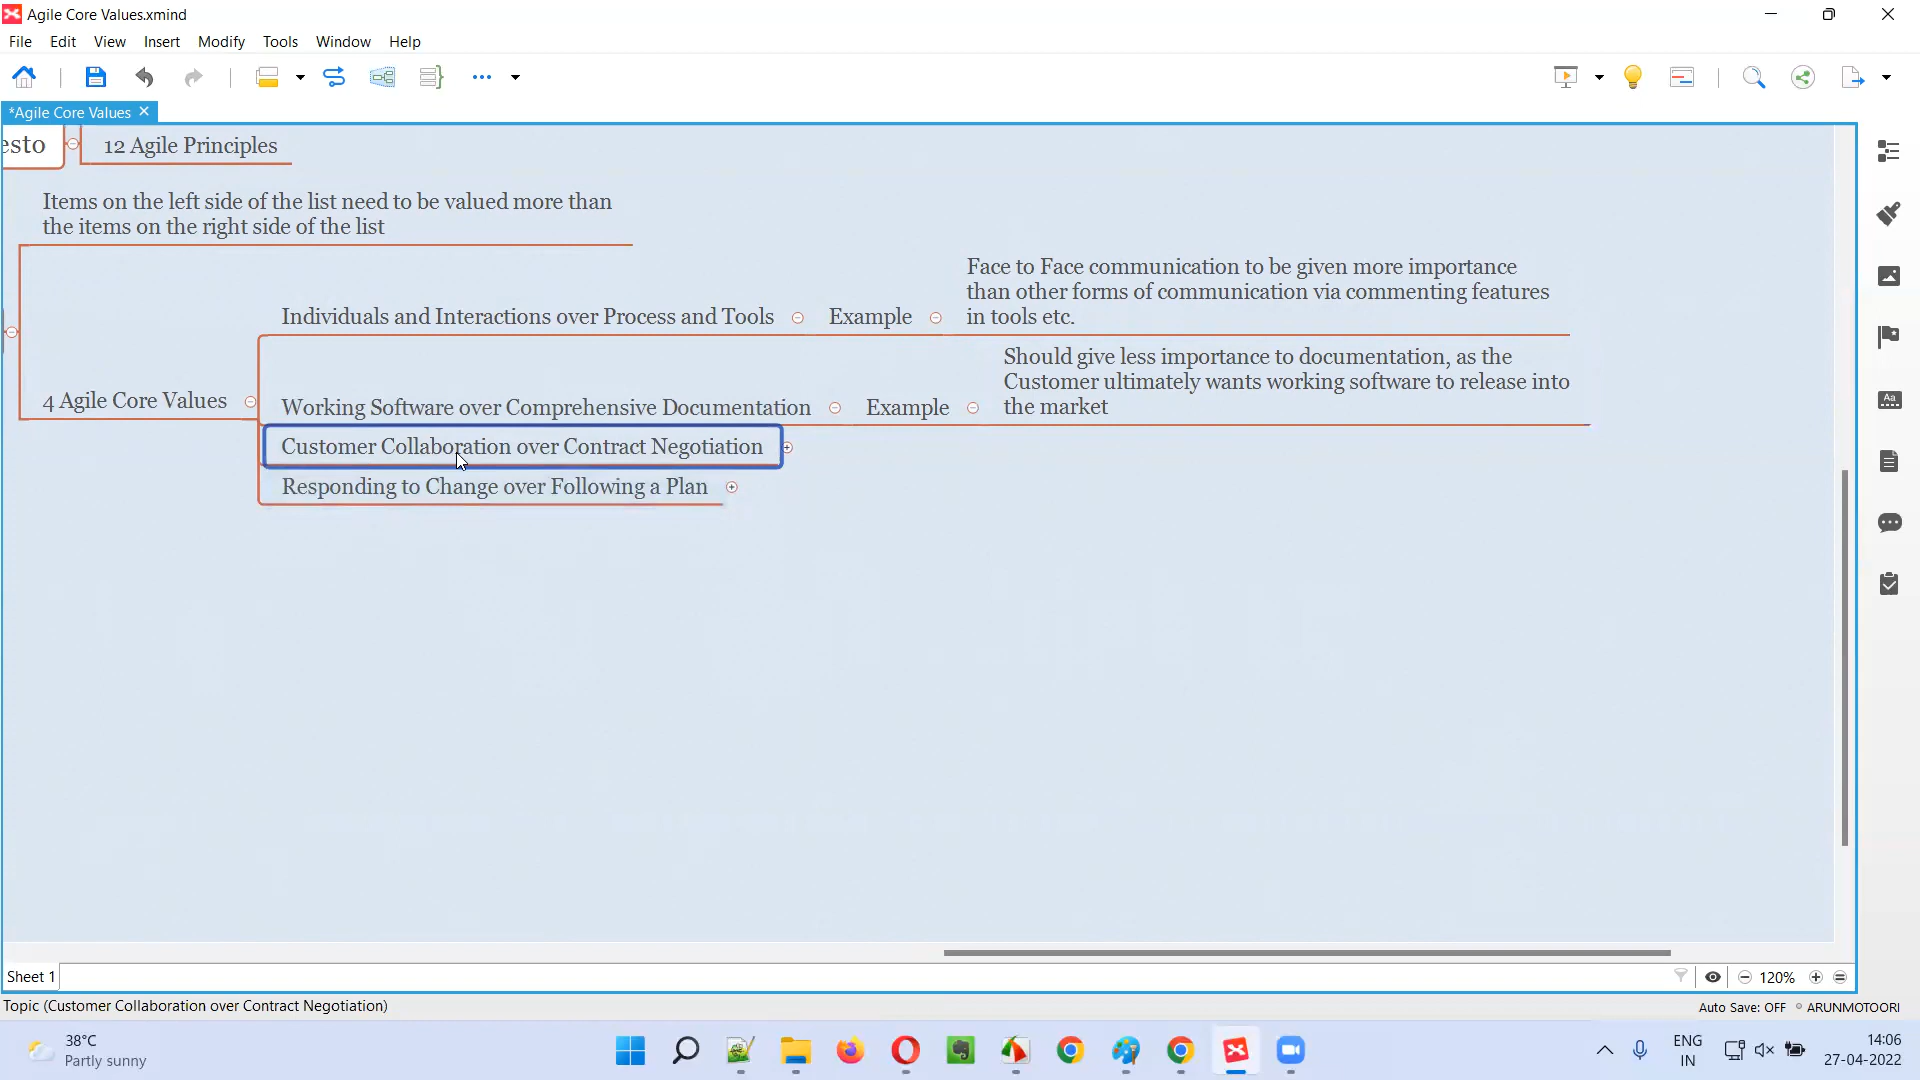 Agile Core Values.xmind
File Edit View Insert Modify Tools Window Help
*Agile Core Values
esto
12 Agile Principles
Items on the left side of the list need to be valued more than
the items on the right side of the list
4 Agile Core Values
Individuals and Interactions over Process and Tools
Example
Face to Face communication to be given more importance
than other forms of communication via commenting features
in tools etc.
Working Software over Comprehensive Documentation
Example
Should give less importance to documentation, as the
Customer ultimately wants working software to release into
the market
Customer Collaboration over Contract Negotiation
Responding to Change over Following a Plan
Aa
Sheet 1
120%
Topic (Customer Collaboration over Contract Negotiation)
Auto Save: OFF
ARUNMOTOORI
38°C
Partly sunny
ENG
IN
14:06
27-04-2022